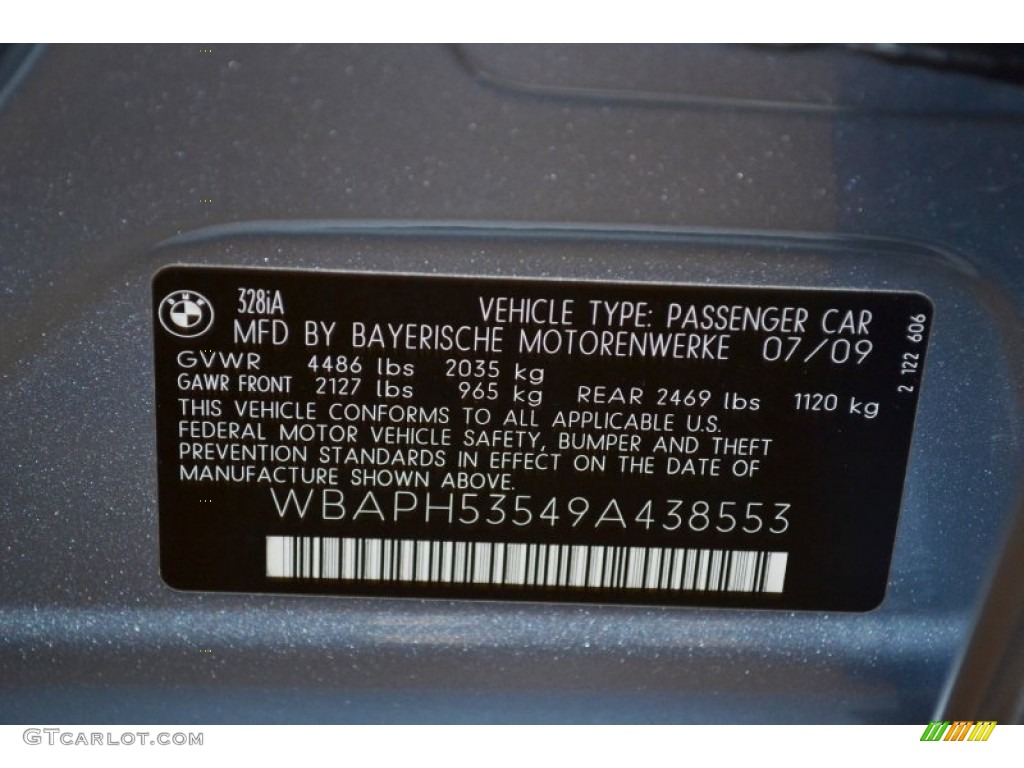 328iA
VEHICLE TYPE: PASSENGER CAR
MFD BY BAYERISCHE MOTORENWERKE 07/09
GVWR 4486 lbs 2035 kg
GAWR FRONT 2127 lbs 965 kg REAR 2469 lbs 1120 kg
THIS VEHICLE CONFORMS TO ALL APPLICABLE U.S.
FEDERAL MOTOR VEHICLE SAFETY, BUMPER AND THEFT
PREVENTION STANDARDS IN EFFECT ON THE DATE OF
MANUFACTURE SHOWN ABOVE.
WBAPH53549A438553
2 122 606
GTCARLOT.COM